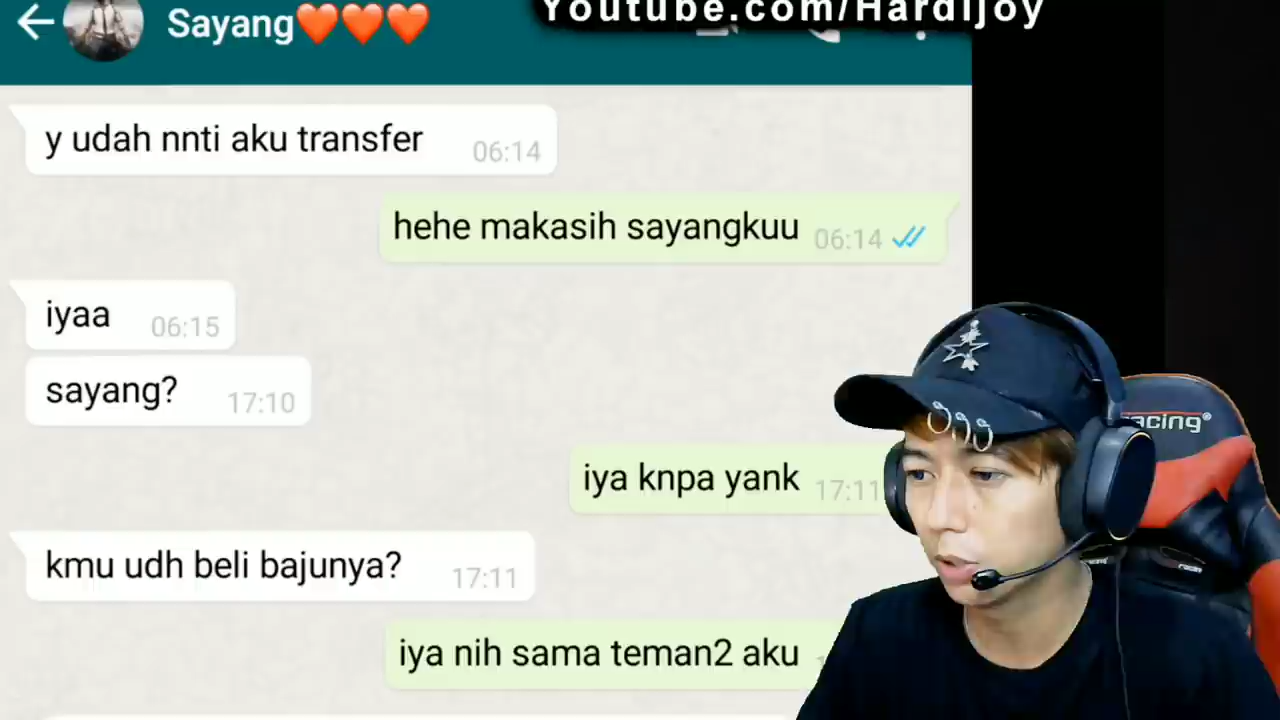 Youtube.com/Hardijoy
Sayang❤️❤️❤️
y udah nnti aku transfer 06:14
hehe makasih sayangkuu 06:14
iyaa 06:15
sayang? 17:10
iya knpa yank 17:11
kmu udh beli bajunya? 17:11
iya nih sama teman2 aku
racing